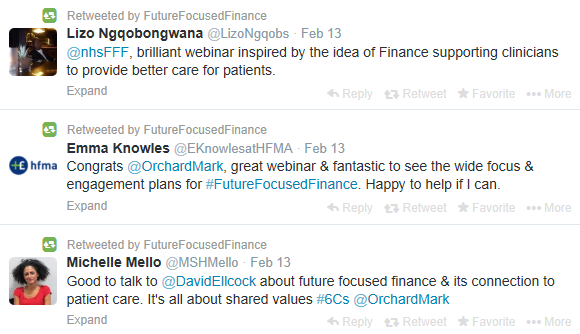 Retweeted by FutureFocusedFinance
Lizo Ngqobongwana @LizoNgqobs · Feb 13
@nhsFFF, brilliant webinar inspired by the idea of Finance supporting clinicians
to provide better care for patients.
Expand Reply Retweet Favorite ••• More
Retweeted by FutureFocusedFinance
Emma Knowles @EKnowlesatHFMA · Feb 13
hfma
Congrats @OrchardMark, great webinar & fantastic to see the wide focus &
engagement plans for #FutureFocusedFinance. Happy to help if I can.
Expand Reply Retweet Favorite ••• More
Retweeted by FutureFocusedFinance
Michelle Mello @MSHMello · Feb 13
Good to talk to @DavidEllcock about future focused finance & its connection to
patient care. It's all about shared values #6Cs @OrchardMark
Expand Reply Retweet Favorite ••• More